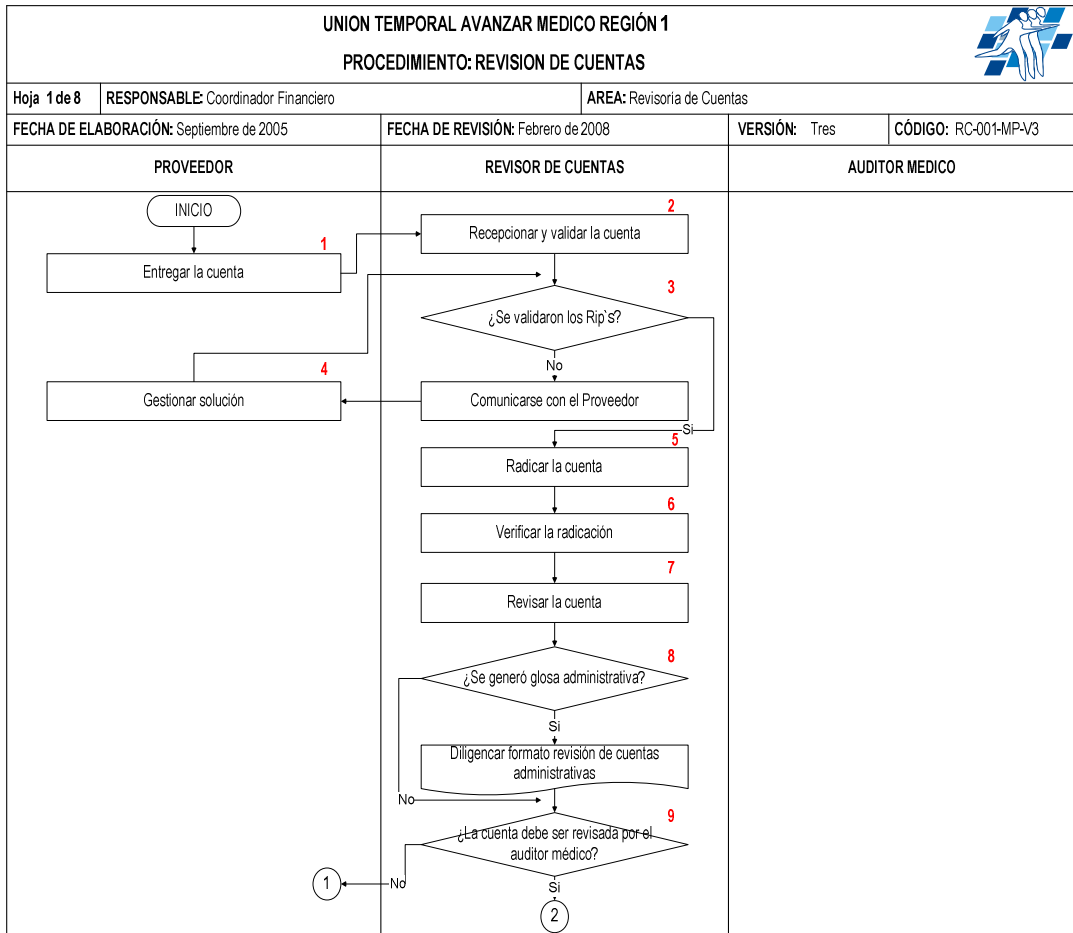 UNION TEMPORAL AVANZAR MEDICO REGIÓN 1
PROCEDIMIENTO: REVISION DE CUENTAS
Hoja 1 de 8
RESPONSABLE: Coordinador Financiero
AREA: Revisoria de Cuentas
FECHA DE ELABORACIÓN: Septiembre de 2005
FECHA DE REVISIÓN: Febrero de 2008
VERSIÓN: Tres
CÓDIGO: RC-001-MP-V3
PROVEEDOR
REVISOR DE CUENTAS
AUDITOR MEDICO
INICIO
1
Entregar la cuenta
2
Recepcionar y validar la cuenta
3
¿Se validaron los Rip`s?
No
4
Gestionar solución
Comunicarse con el Proveedor
Si
5
Radicar la cuenta
6
Verificar la radicación
7
Revisar la cuenta
8
¿Se generó glosa administrativa?
Si
Diligencar formato revisión de cuentas
administrativas
No
9
¿La cuenta debe ser revisada por el
auditor médico?
No
1
Si
2